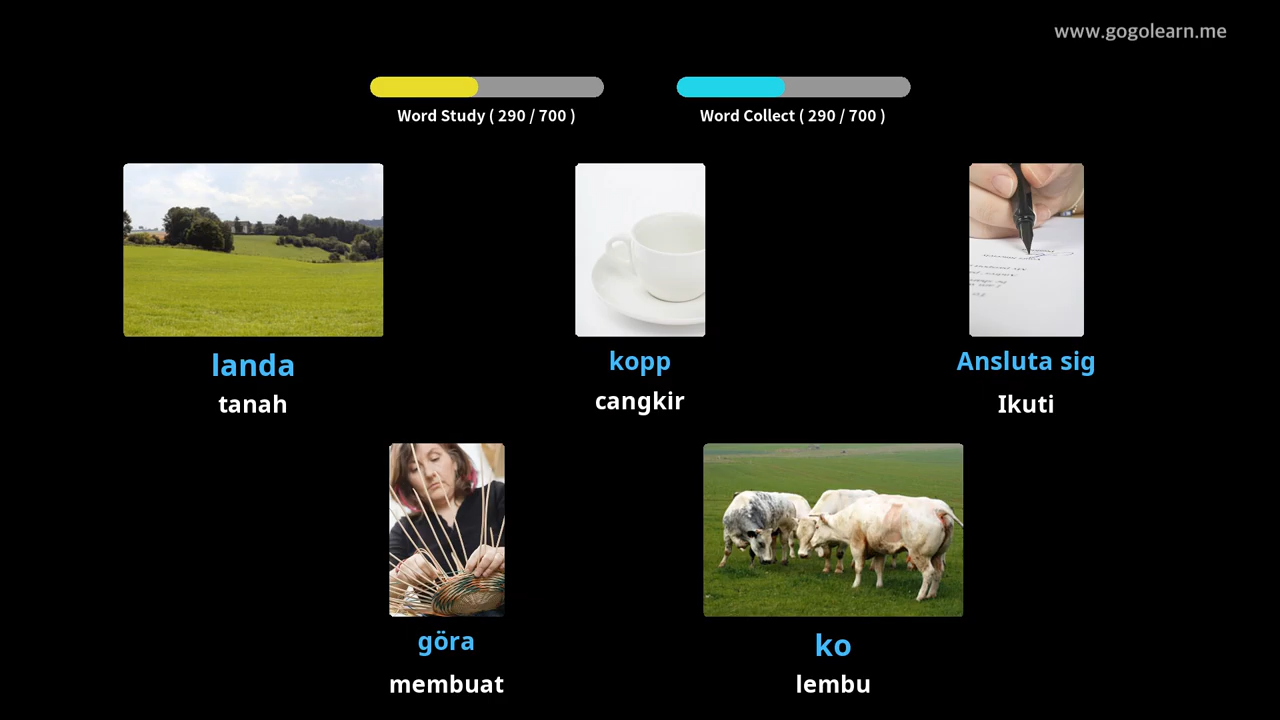 www.gogolearn.me
Word Study ( 290 / 700 )
Word Collect ( 290 / 700 )
landa
tanah
kopp
cangkir
Ansluta sig
Ikuti
göra
membuat
ko
lembu